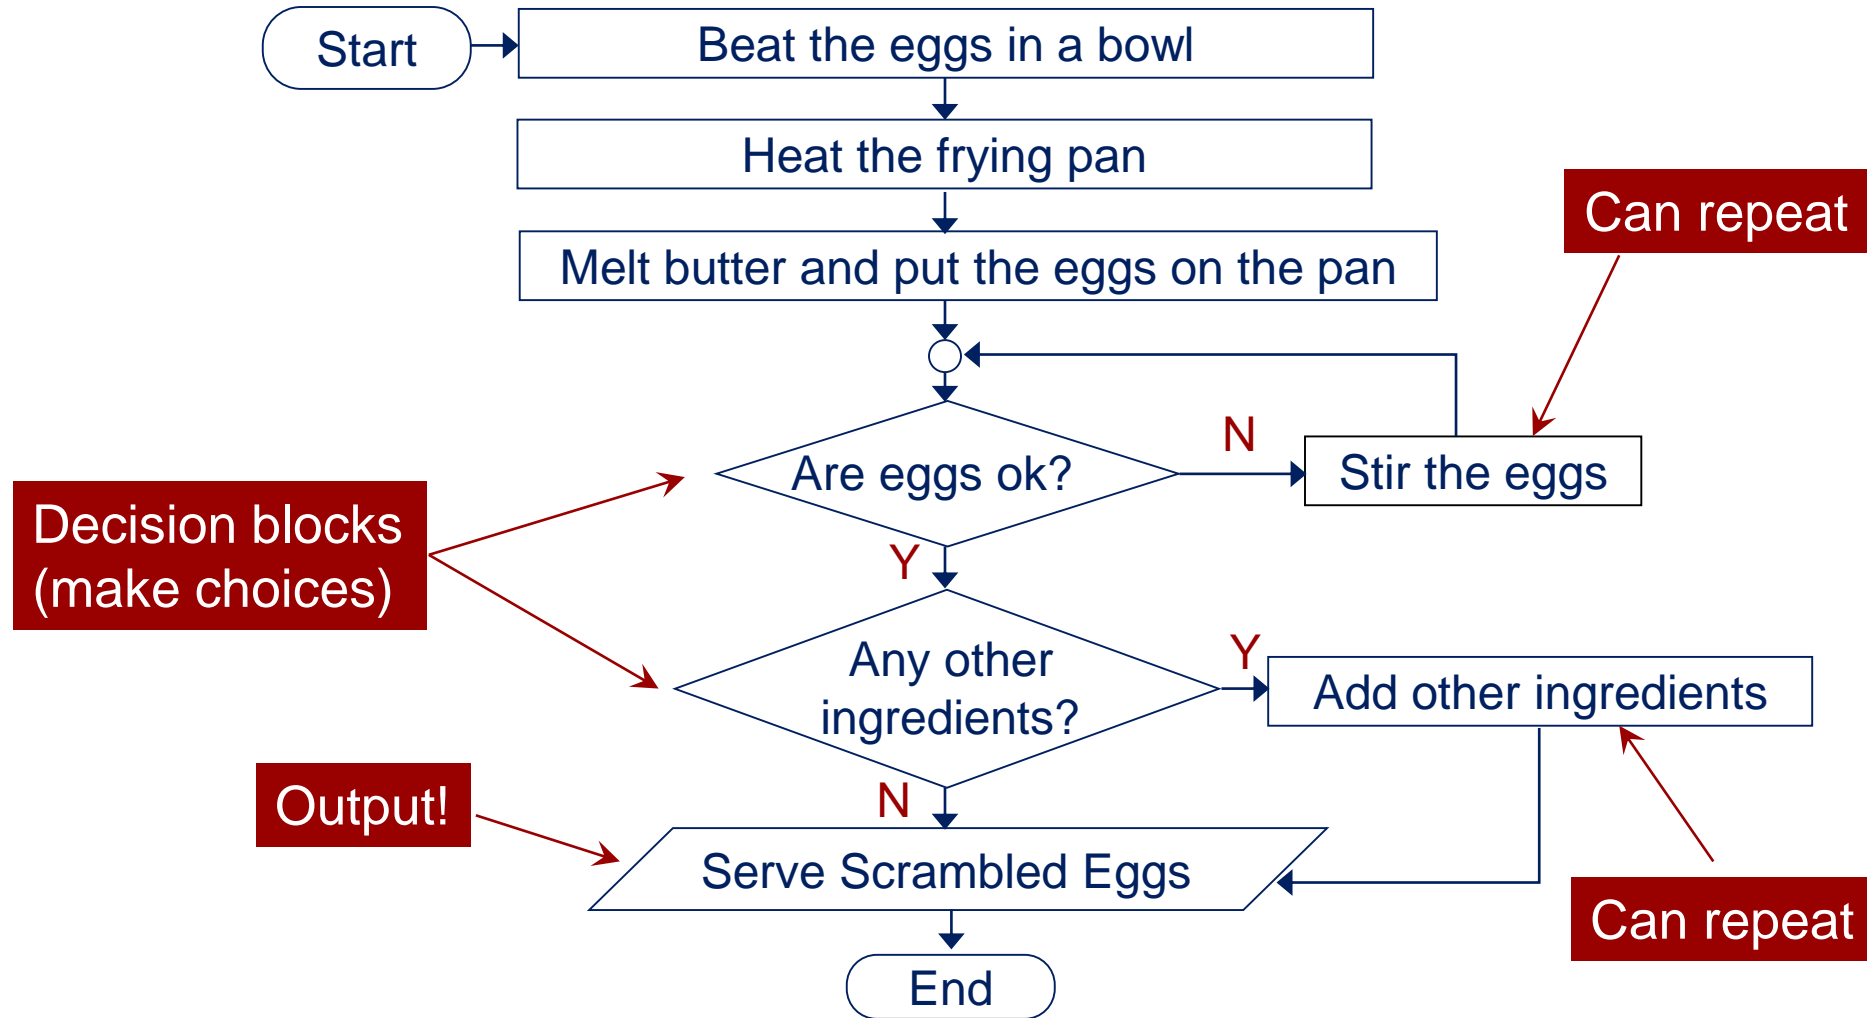 Start
Beat the eggs in a bowl
Heat the frying pan
Can repeat
Melt butter and put the eggs on the pan
N
Are eggs ok?
Stir the eggs
Decision blocks
(make choices)
Y
Any other
ingredients?
Y
Add other ingredients
Output!
N
Serve Scrambled Eggs
Can repeat
End